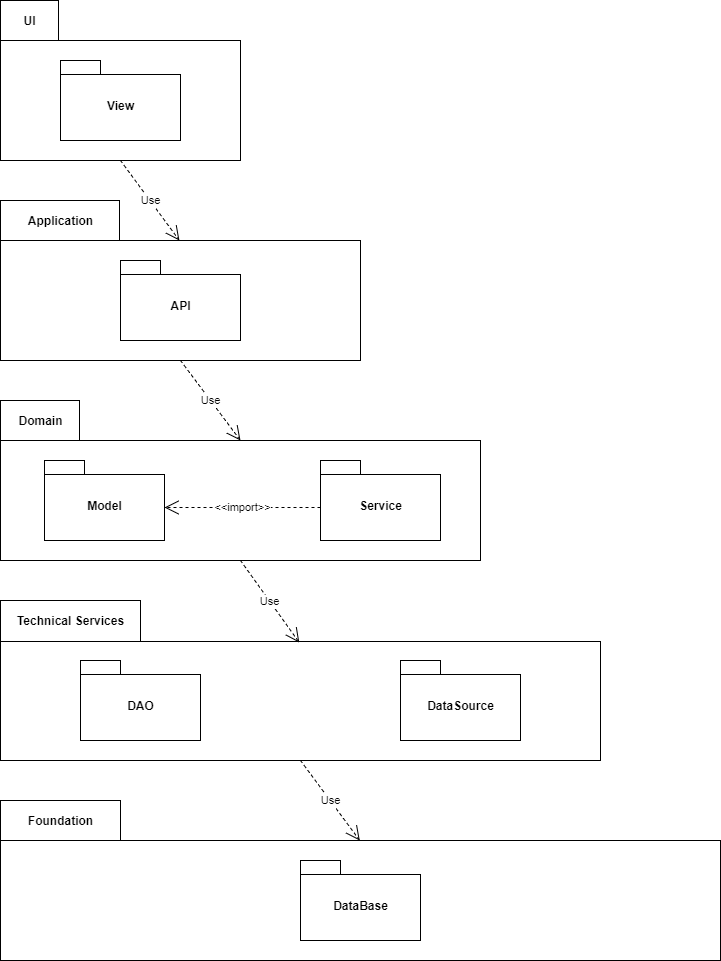 UI
View
Use
Application
API
Use
Domain
Model
<<import>>
Service
Use
Technical Services
DAO
DataSource
Use
Foundation
DataBase